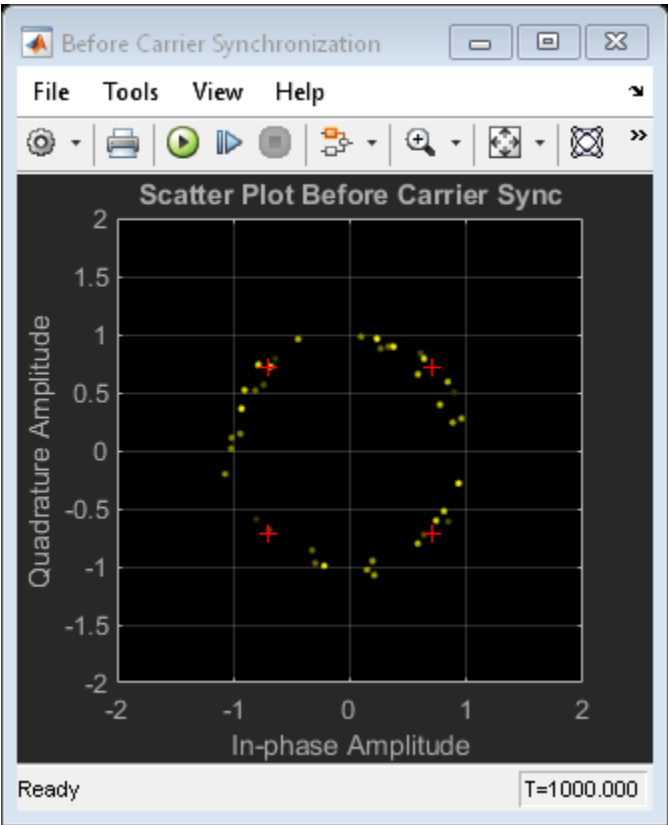 Before Carrier Synchronization
File Tools View Help
Scatter Plot Before Carrier Sync
2
1.5
1
0.5
0
-0.5
-1
-1.5
-2
Quadrature Amplitude
-2 -1 0 1 2
In-phase Amplitude
Ready T=1000.000